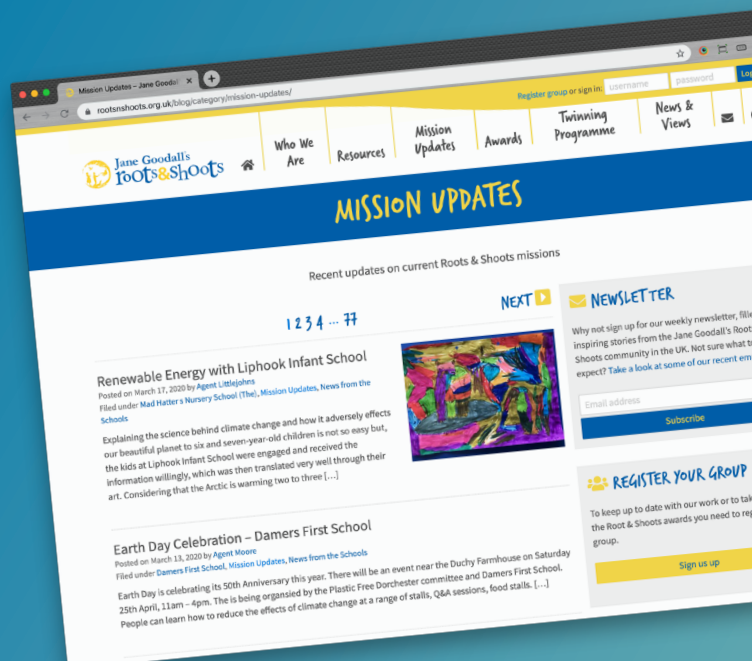 Mission Updates – Jane Goodall
rootsnshoots.org.uk/blog/category/mission-updates/
Register group or sign in: username password Log
Jane Goodall's
roots&shoots
Who We
Are
Resources
Mission
Updates
Awards
Twinning
Programme
News &
Views
MISSION UPDATES
Recent updates on current Roots & Shoots missions
1 2 3 4 ... 77
NEXT
Renewable Energy with Liphook Infant School
Posted on March 17, 2020 by Agent Littlejohns
Filed under Mad Hatter's Nursery School (The), Mission Updates, News from the
Schools
Explaining the science behind climate change and how it adversely effects
our beautiful planet to six and seven-year-old children is not so easy but,
the kids at Liphook Infant School were engaged and received the
information willingly, which was then translated very well through their
art. Considering that the Arctic is warming two to three […]
Earth Day Celebration – Damers First School
Posted on March 13, 2020 by Agent Moore
Filed under Damers First School, Mission Updates, News from the Schools
Earth Day is celebrating its 50th Anniversary this year. There will be an event near the Duchy Farmhouse on Saturday
25th April, 11am – 4pm. The is being organsied by the Plastic Free Dorchester committee and Damers First School.
People can learn how to reduce the effects of climate change at a range of stalls, Q&A sessions, food stalls. […]
NEWSLETTER
Why not sign up for our weekly newsletter, fille
inspiring stories from the Jane Goodall's Root
Shoots community in the UK. Not sure what t
expect? Take a look at some of our recent em
Email address
Subscribe
REGISTER YOUR GROUP
To keep up to date with our work or to tak
the Root & Shoots awards you need to reg
group.
Sign us up